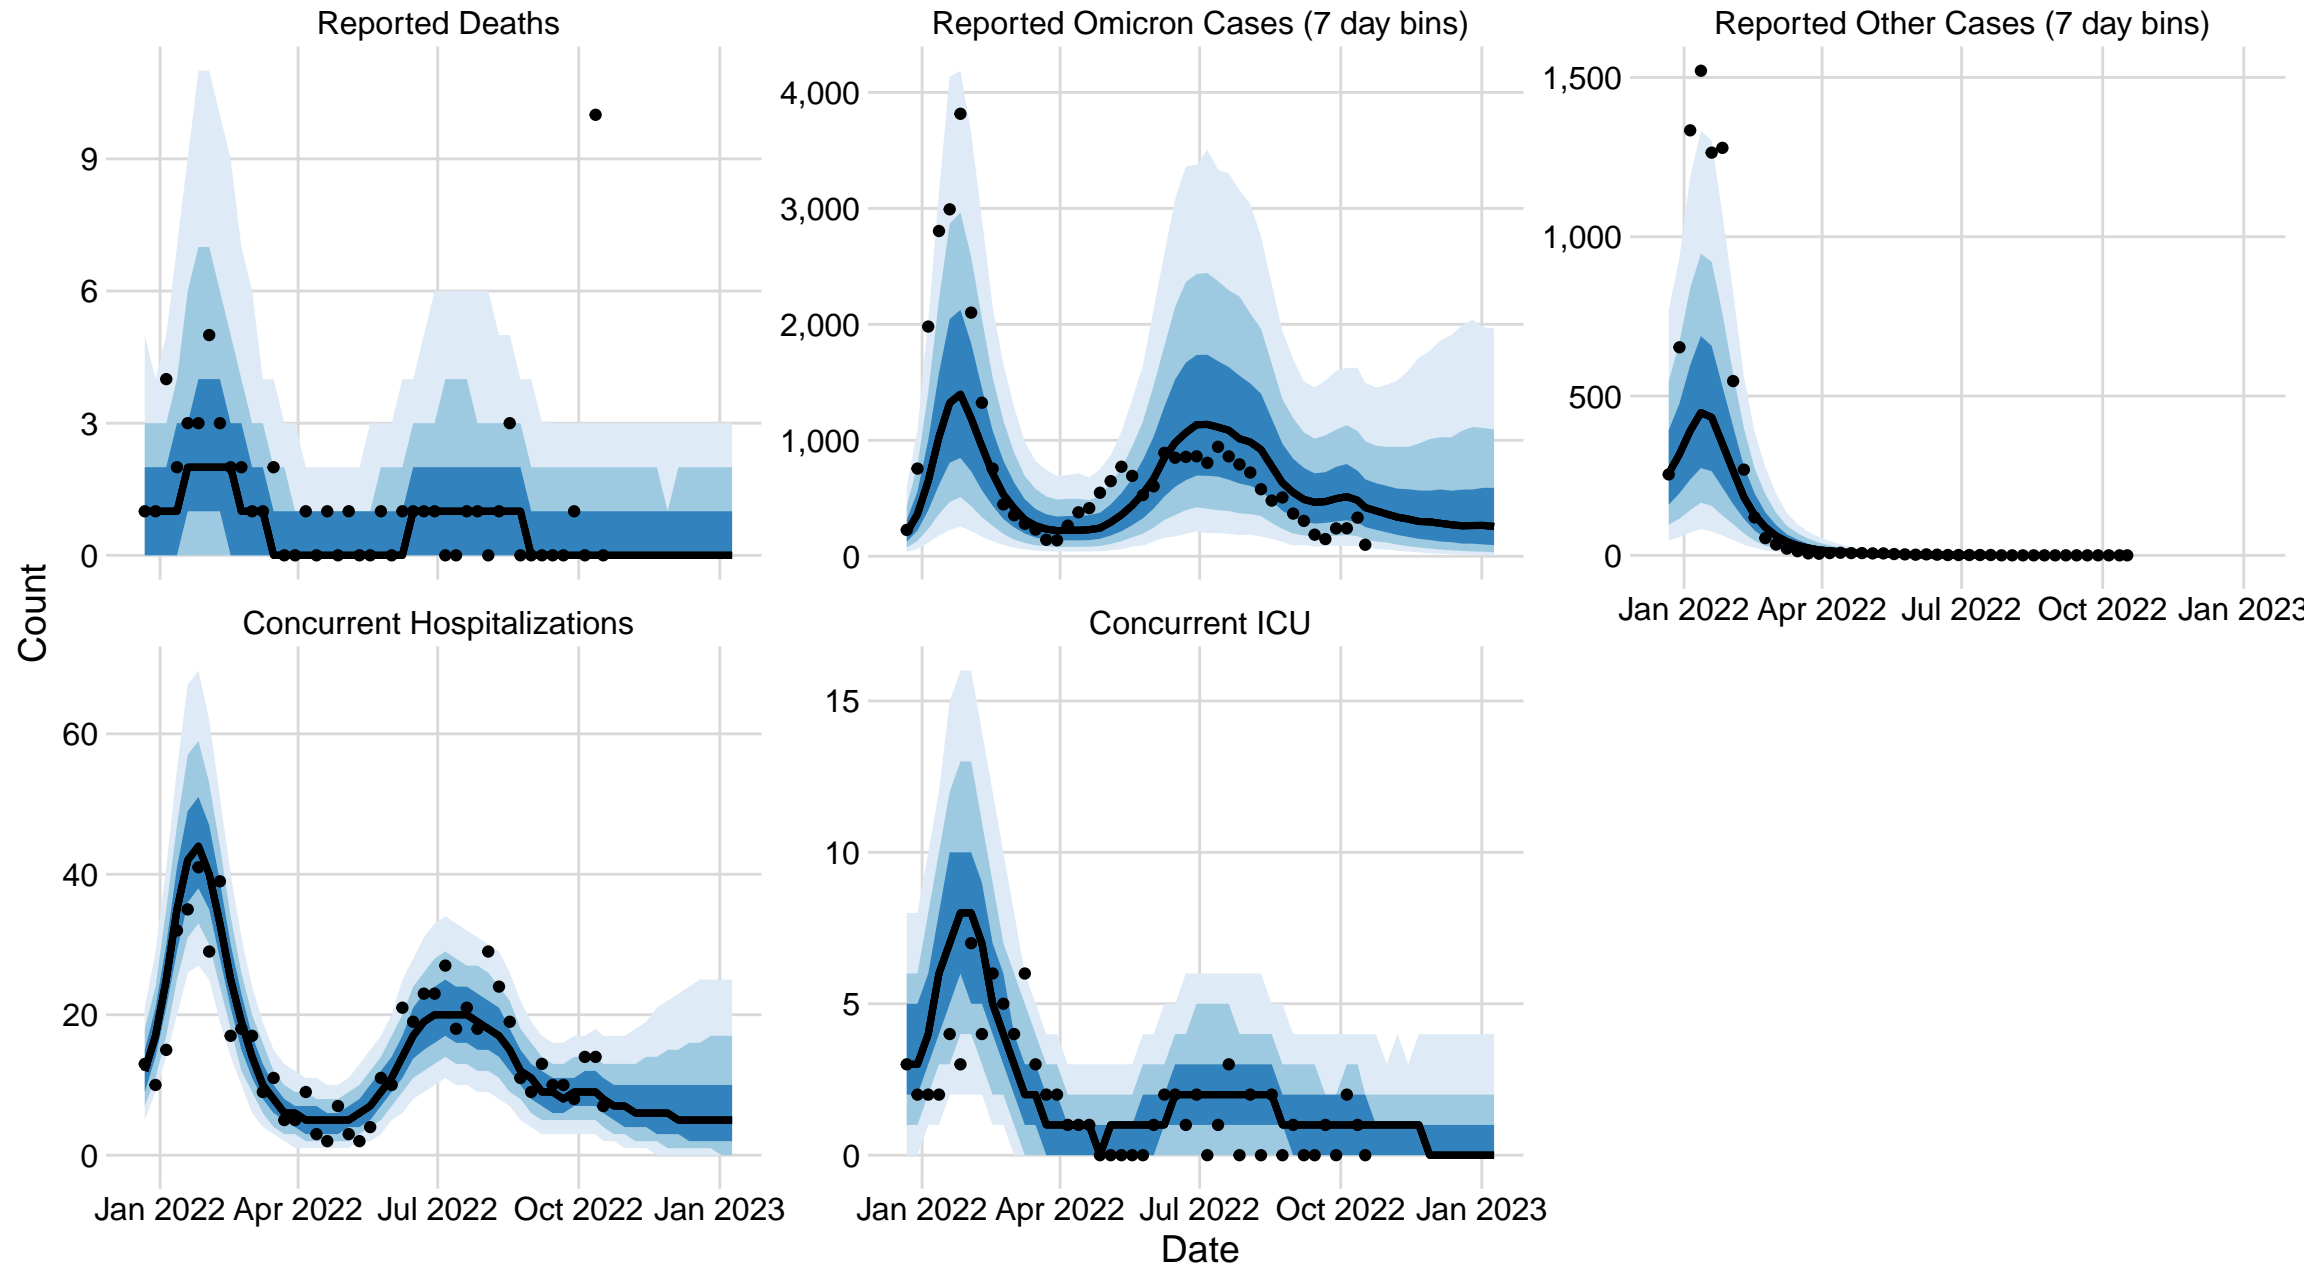 Reported Deaths
Reported Omicron Cases (7 day bins)
Reported Other Cases (7 day bins)
9
6
3
0
4,000
3,000
2,000
1,000
0
1,500
1,000
500
0
Jan 2022 Apr 2022 Jul 2022 Oct 2022 Jan 2023
Count
Concurrent Hospitalizations
Concurrent ICU
60
40
20
0
15
10
5
0
Jan 2022 Apr 2022 Jul 2022 Oct 2022 Jan 2023
Jan 2022 Apr 2022 Jul 2022 Oct 2022 Jan 2023
Date